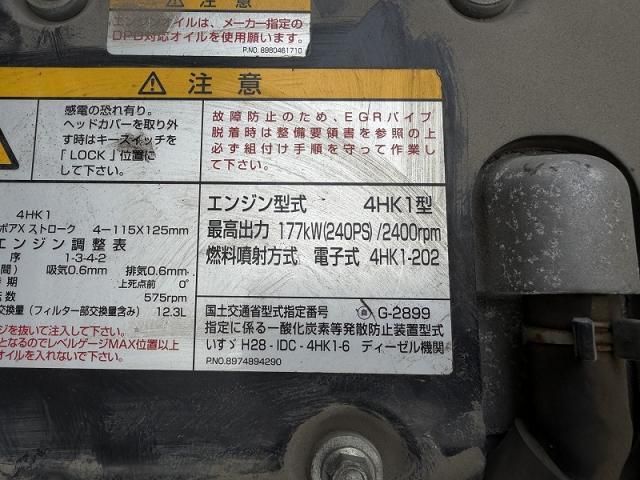 注意
エンジンオイルは、メーカー指定の
DPD対応オイルを使用願います。
P.NO. 8980461710
注 意
感電の恐れ有り。
ヘッドカバーを取り外
す時はキースイッチを
「LOCK」位置に
して下さい。
故障防止のため、EGRパイプ
脱着時は整備要領書を参照の上
必ず組付け手順を守って作業し
て下さい。
4HK1
ボアXストローク 4-115X125mm
エンジン調整表
序 1-3-4-2
間) 吸気0.6mm 排気0.6mm
期 上死点前 0°
転数 575rpm
交換量(フィルター部交換量含み) 12.3L
ジを抜いて注入して下さい。
となるのでレベルゲージMAX位置以上
オイルを入れないで下さい。
エンジン型式 4HK1型
最高出力 177kW(240PS)/2400rpm
燃料噴射方式 電子式 4HK1-202
国土交通省型式指定番号 G-2899
指定に係る一酸化炭素等発散防止装置型式
いすゞ H28-IDC-4HK1-6 ディーゼル機関
P.NO.8974894290